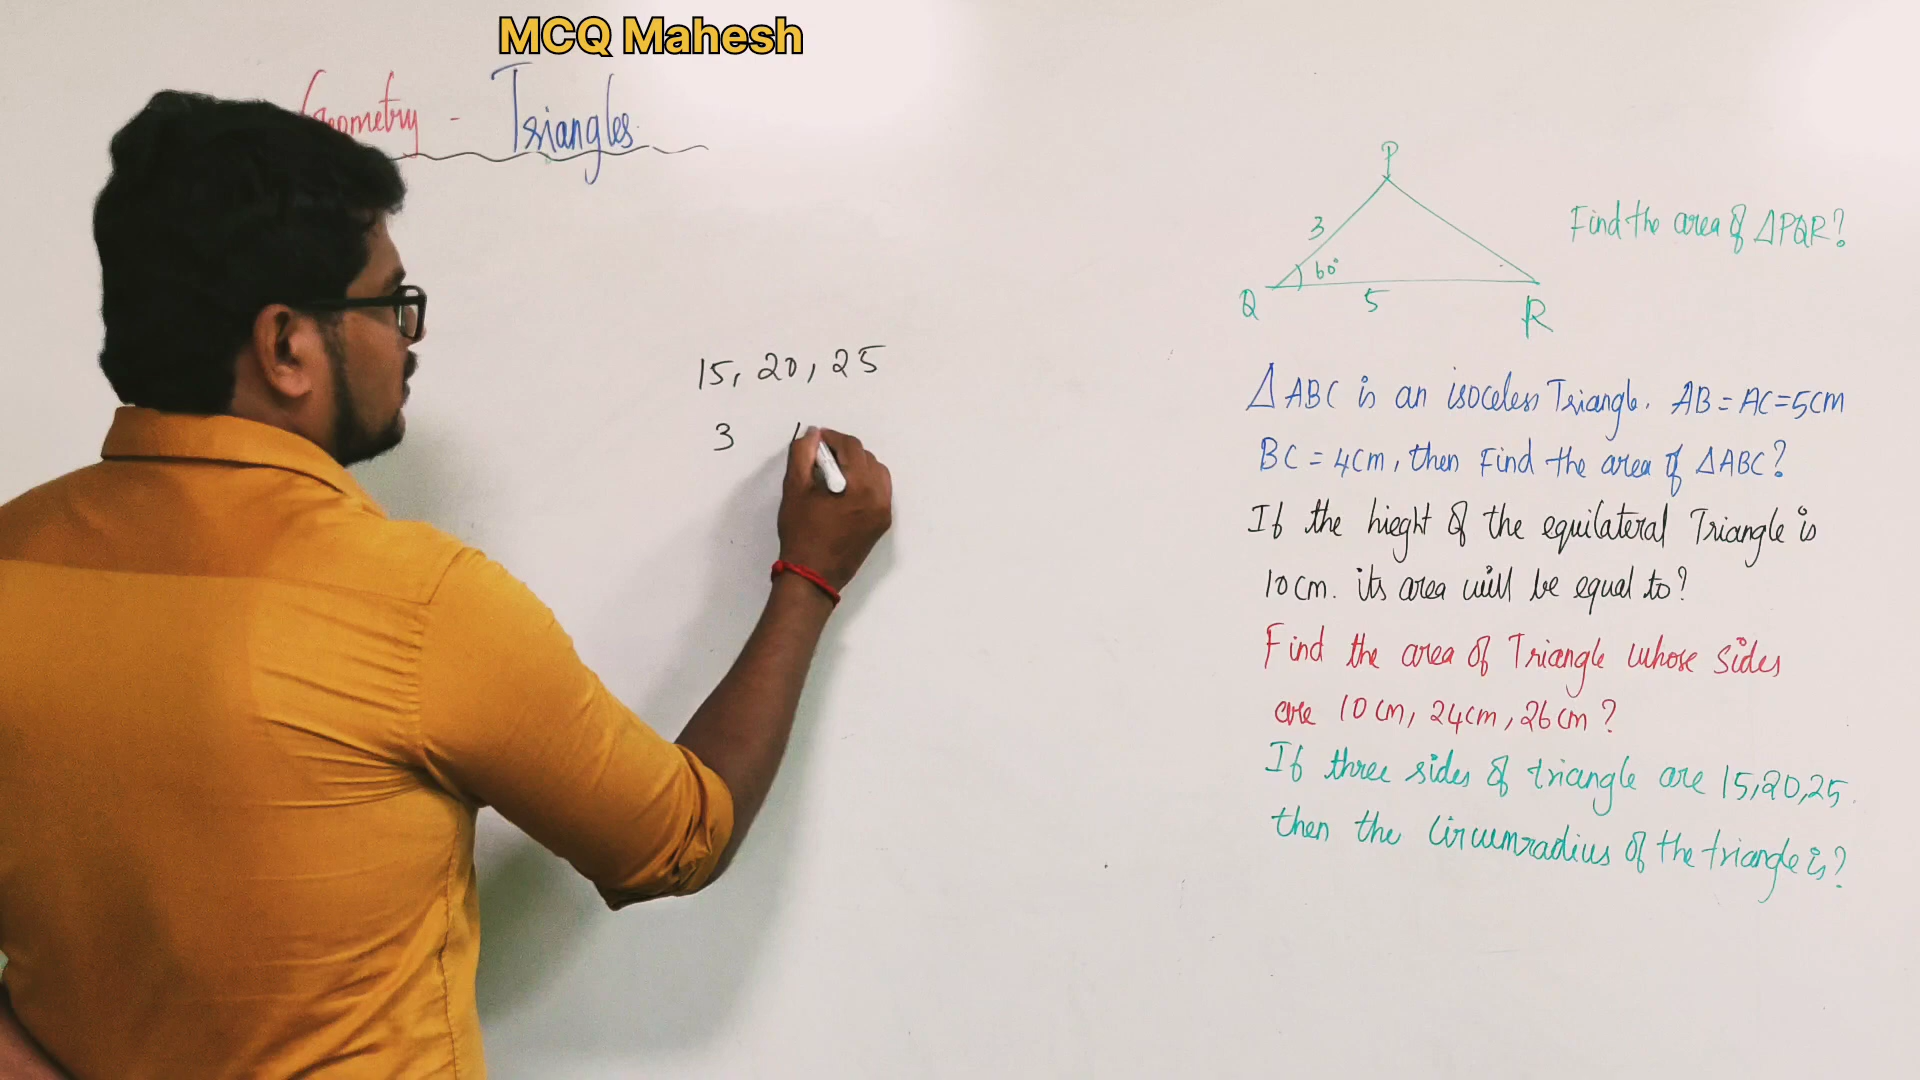 MCQ Mahesh
Geometry - Triangles
15, 20, 25
3
P
3
60°
Q
5
R
Find the area of ΔPQR?
ΔABC is an isoceless Triangle. AB = AC = 5cm
BC = 4cm, then Find the area of ΔABC?
If the hieght of the equilateral Triangle is
10cm. its area will be equal to?
Find the area of Triangle whose sides
are 10cm, 24cm, 26cm?
If three sides of triangle are 15,20,25.
then the Circumradius of the triangle is?